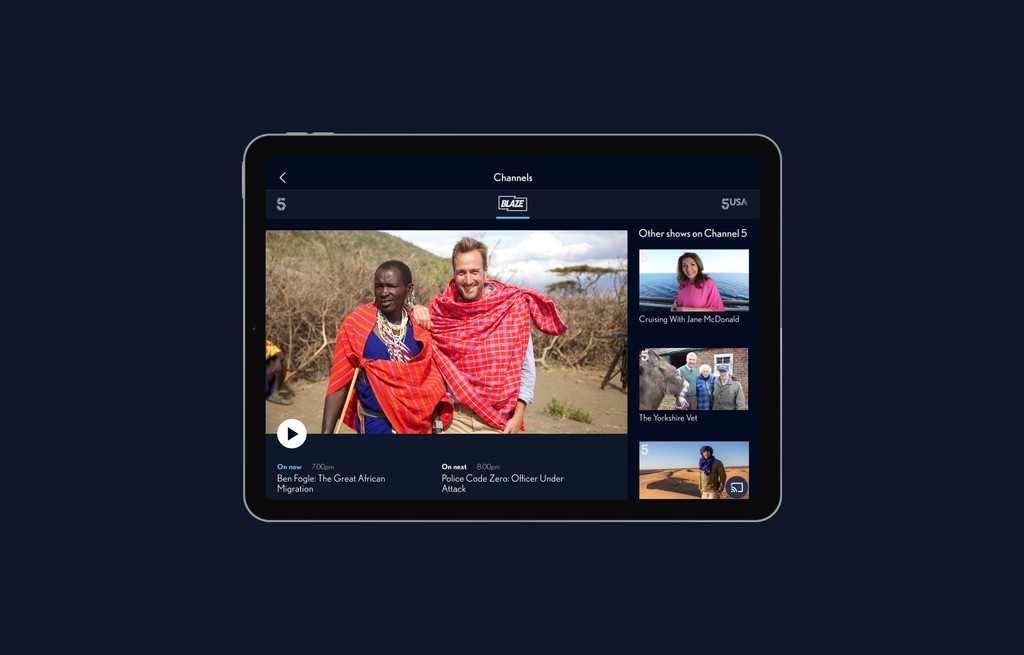 Channels
5
BLAZE
5USA
Other shows on Channel 5
5
Cruising With Jane McDonald
5
The Yorkshire Vet
5
On now 7:00pm
Ben Fogle: The Great African
Migration
On next 8:00pm
Police Code Zero: Officer Under
Attack